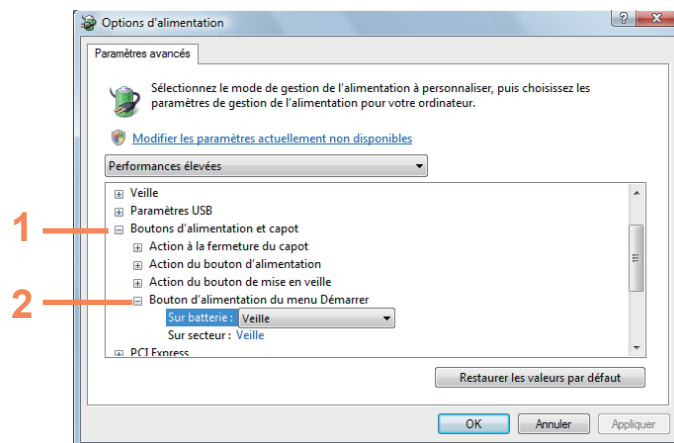 Options d'alimentation
Paramètres avancés
Sélectionnez le mode de gestion de l'alimentation à personnaliser, puis choisissez les
paramètres de gestion de l'alimentation pour votre ordinateur.
Modifier les paramètres actuellement non disponibles
Performances élevées
Veille
Paramètres USB
1
Boutons d'alimentation et capot
Action à la fermeture du capot
Action du bouton d'alimentation
Action du bouton de mise en veille
2
Bouton d'alimentation du menu Démarrer
Sur batterie : Veille
Sur secteur : Veille
PCI Express
Restaurer les valeurs par défaut
OK Annuler Appliquer